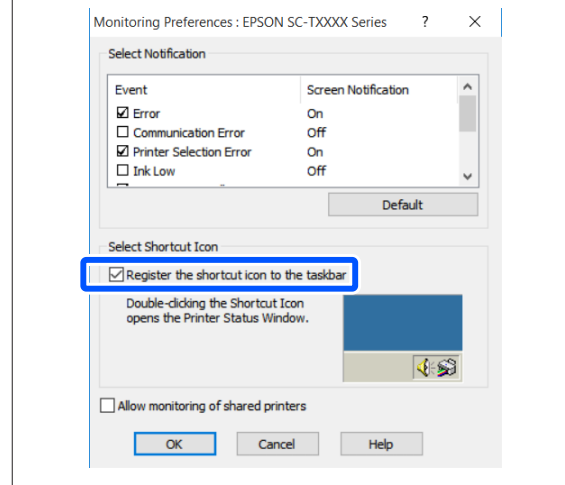 Monitoring Preferences : EPSON SC-TXXXX Series ?
Select Notification
Event Screen Notification
Error On
Communication Error Off
Printer Selection Error On
Ink Low Off
Default
Select Shortcut Icon
Register the shortcut icon to the taskbar
Double-clicking the Shortcut Icon
opens the Printer Status Window.
Allow monitoring of shared printers
OK Cancel Help